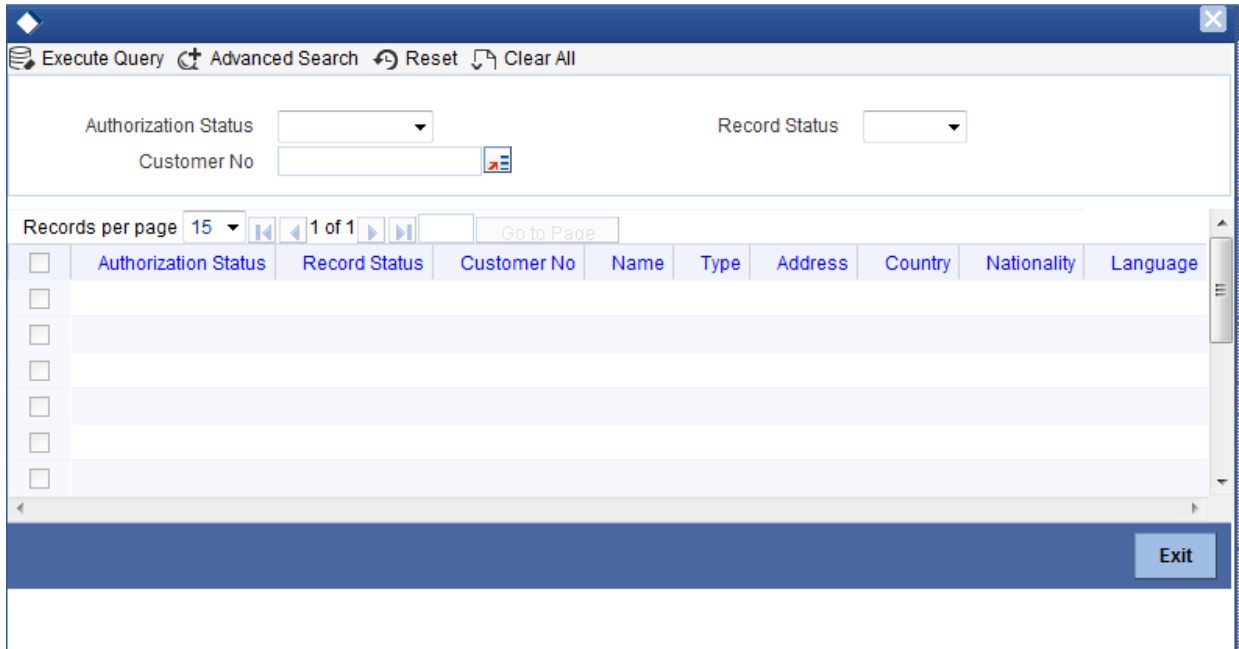 Execute Query Advanced Search Reset Clear All
Authorization Status Record Status
Customer No
Records per page 15 1 of 1 Go to Page
Authorization Status Record Status Customer No Name Type Address Country Nationality Language
Exit